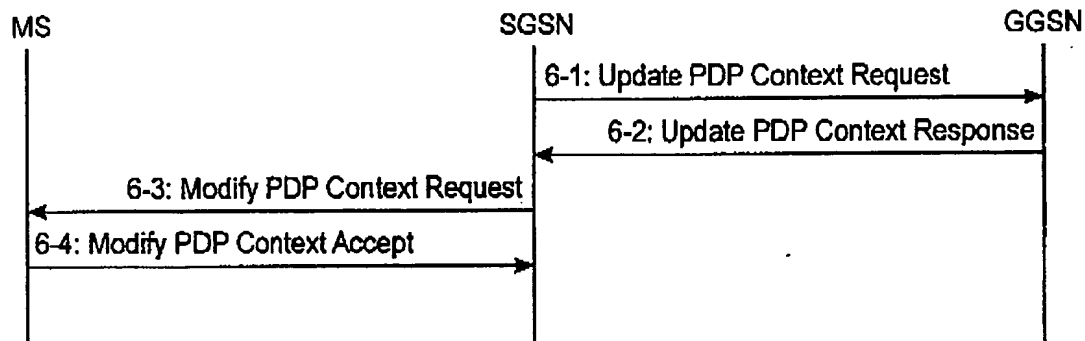 MS
SGSN
GGSN
6-1: Update PDP Context Request
6-2: Update PDP Context Response
6-3: Modify PDP Context Request
6-4: Modify PDP Context Accept